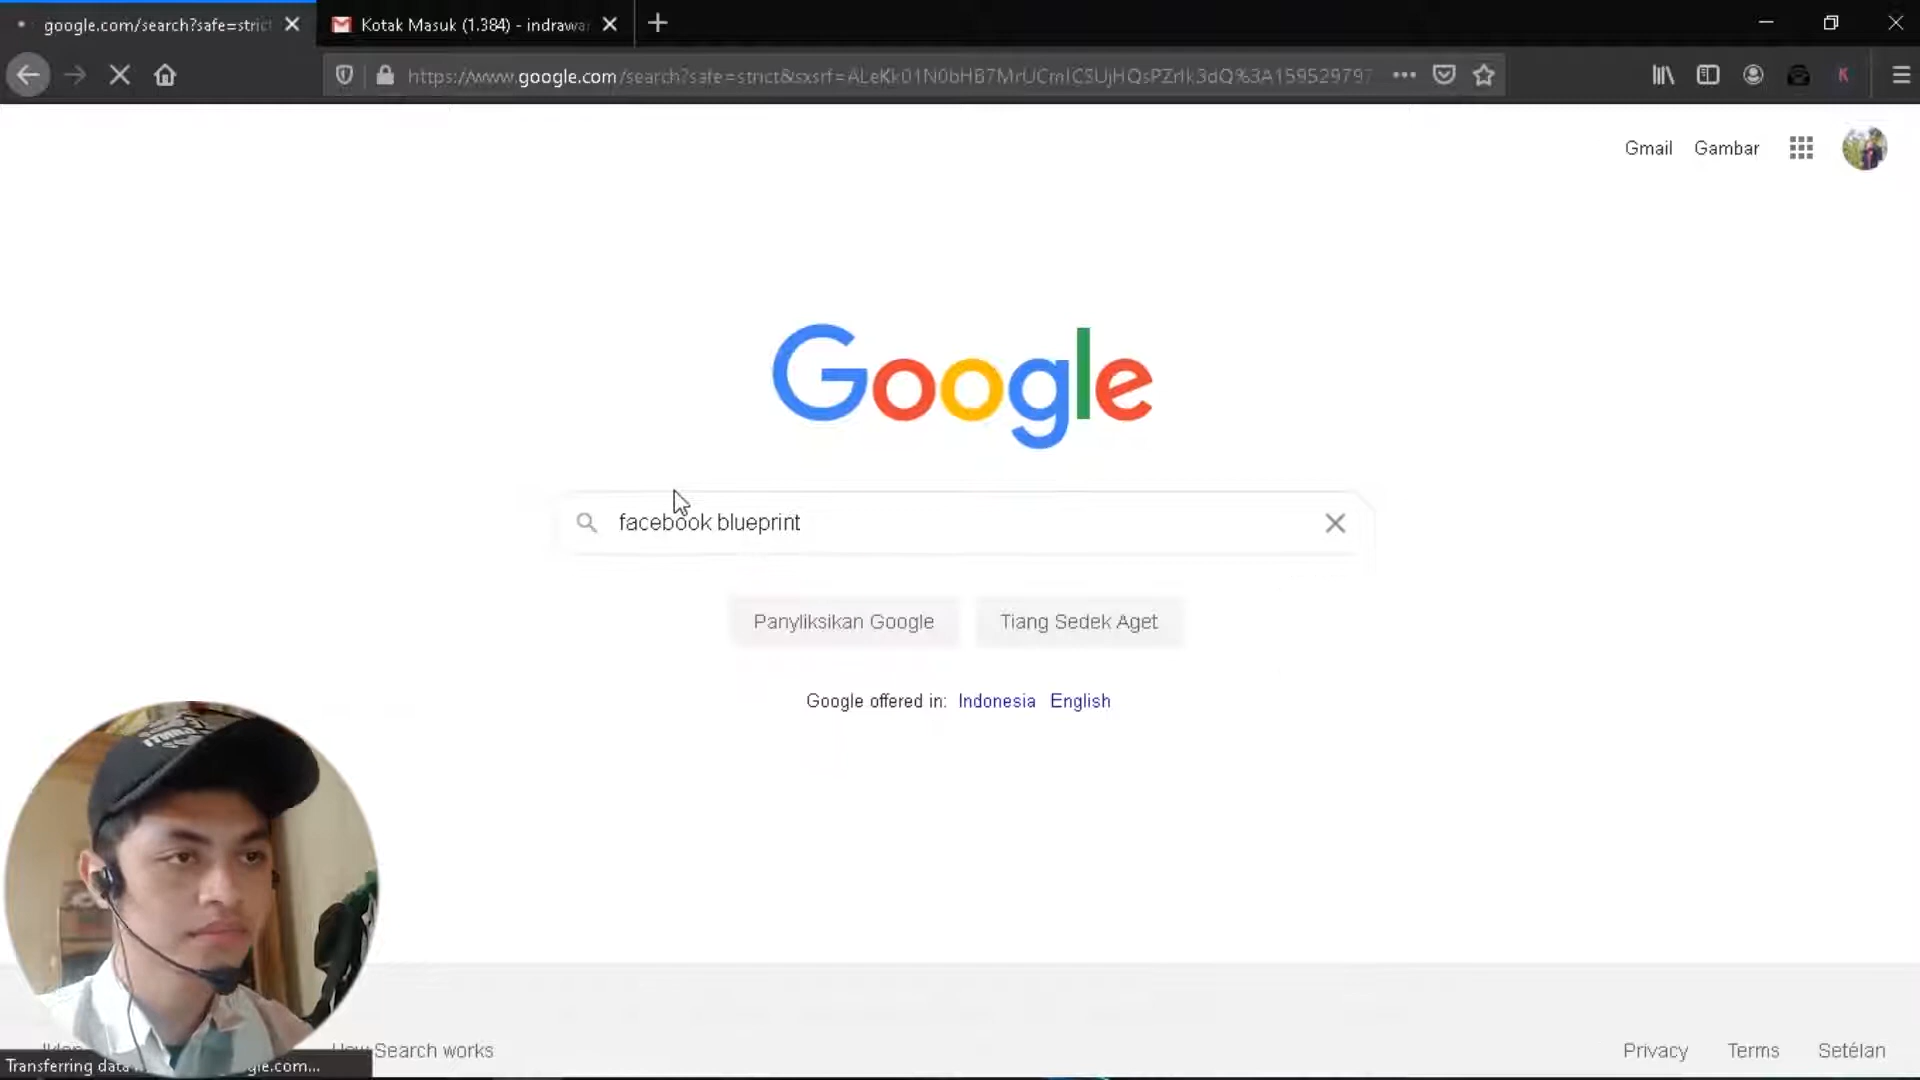 google.com/search?safe=strict
Kotak Masuk (1.384) - indrawa
https://www.google.com/search?safe=strict&sxsrf=
Gmail Gambar
Google
facebook blueprint
Panyliksikan Google
Tiang Sedek Aget
Google offered in: Indonesia English
Search works
Transferring data gle.com...
Privacy Terms Setélan